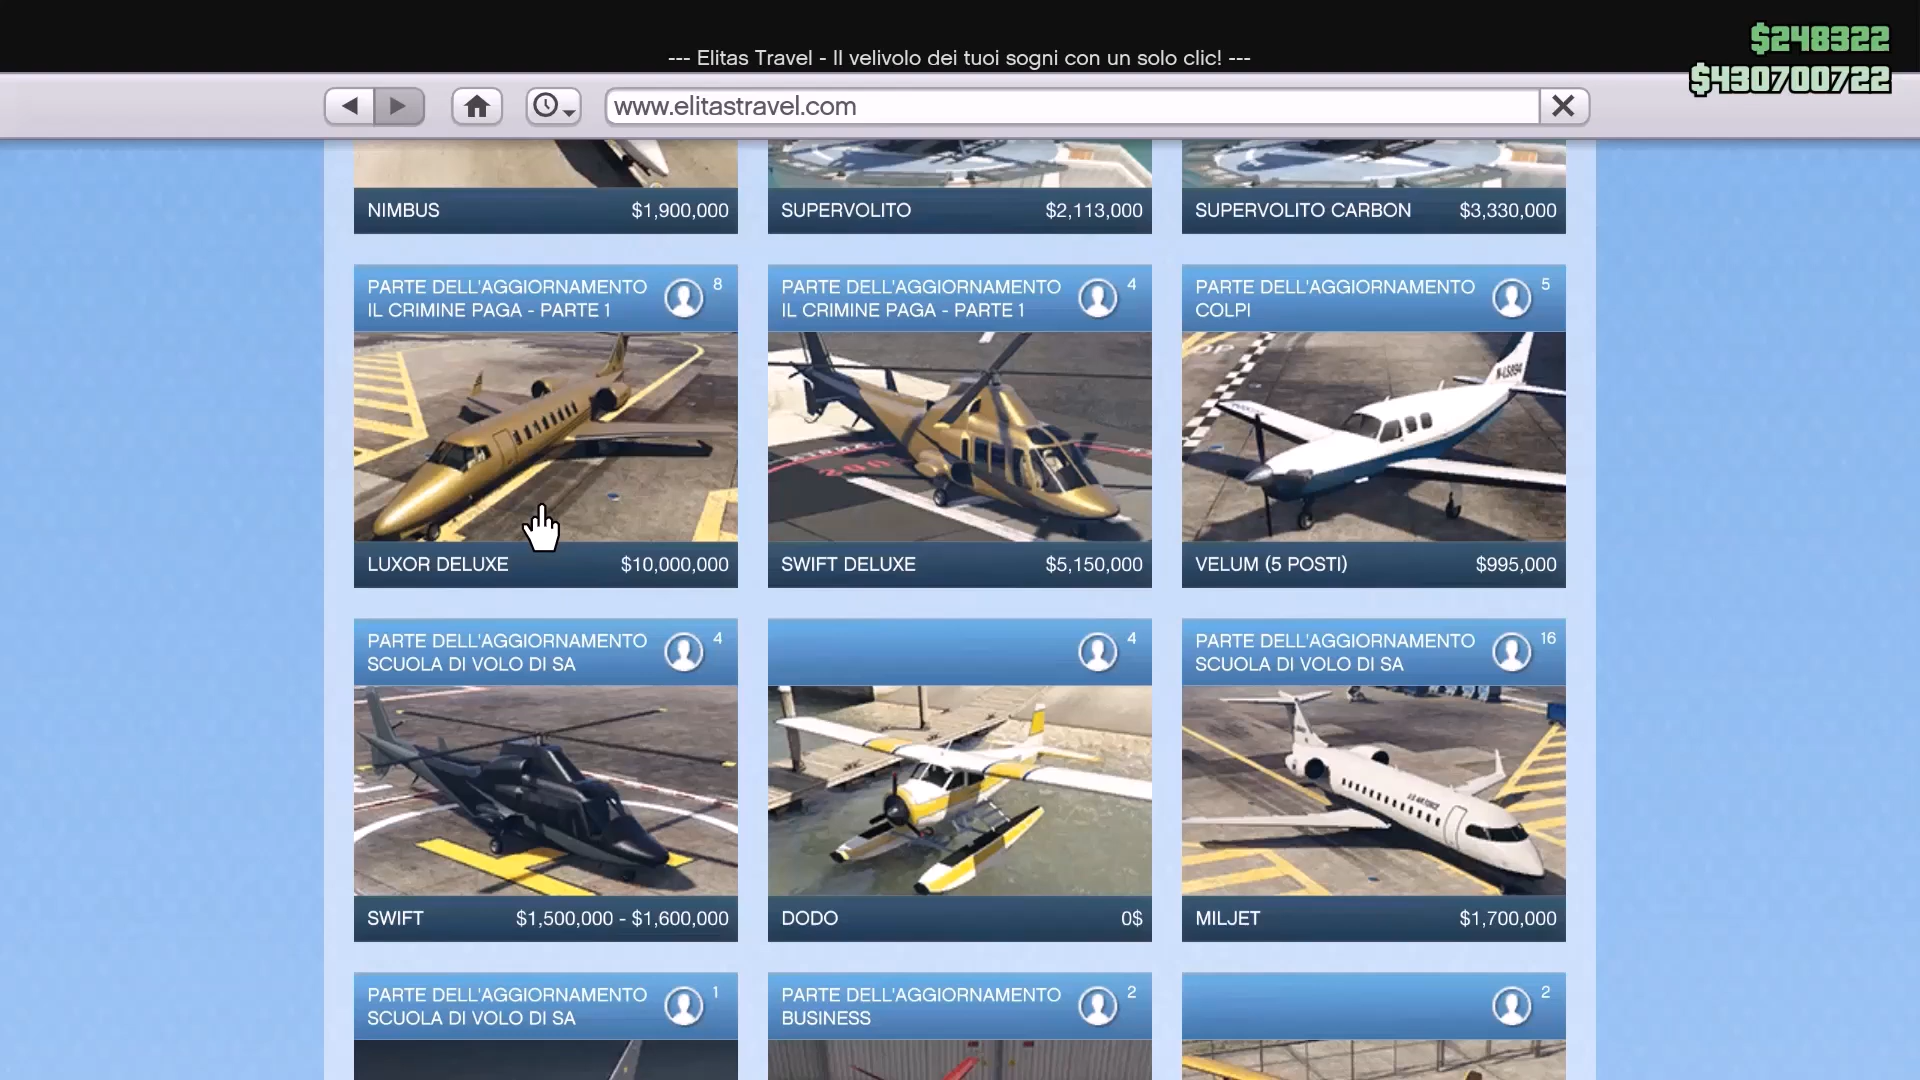 $248322
--- Elitas Travel - Il velivolo dei tuoi sogni con un solo clic! ---
$430700722
www.elitastravel.com
NIMBUS $1,900,000
SUPERVOLITO $2,113,000
SUPERVOLITO CARBON $3,330,000
PARTE DELL'AGGIORNAMENTO 8
IL CRIMINE PAGA - PARTE 1
LUXOR DELUXE $10,000,000
PARTE DELL'AGGIORNAMENTO 4
IL CRIMINE PAGA - PARTE 1
SWIFT DELUXE $5,150,000
PARTE DELL'AGGIORNAMENTO 5
COLPI
VELUM (5 POSTI) $995,000
PARTE DELL'AGGIORNAMENTO 4
SCUOLA DI VOLO DI SA
SWIFT $1,500,000 - $1,600,000
4
DODO 0$
PARTE DELL'AGGIORNAMENTO 16
SCUOLA DI VOLO DI SA
MILJET $1,700,000
PARTE DELL'AGGIORNAMENTO 1
SCUOLA DI VOLO DI SA
PARTE DELL'AGGIORNAMENTO 2
BUSINESS
2